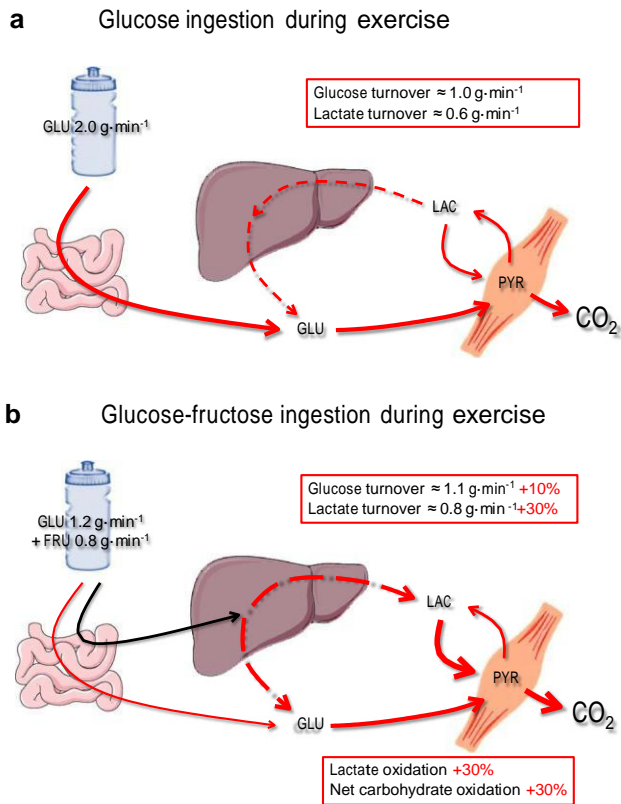 a Glucose ingestion during exercise
Glucose turnover ≈ 1.0 g·min⁻¹
Lactate turnover ≈ 0.6 g·min⁻¹
GLU 2.0 g·min⁻¹
LAC
PYR
GLU
CO₂
b Glucose-fructose ingestion during exercise
Glucose turnover ≈ 1.1 g·min⁻¹ +10%
Lactate turnover ≈ 0.8 g·min⁻¹ +30%
GLU 1.2 g·min⁻¹
+ FRU 0.8 g·min⁻¹
LAC
PYR
GLU
CO₂
Lactate oxidation +30%
Net carbohydrate oxidation +30%